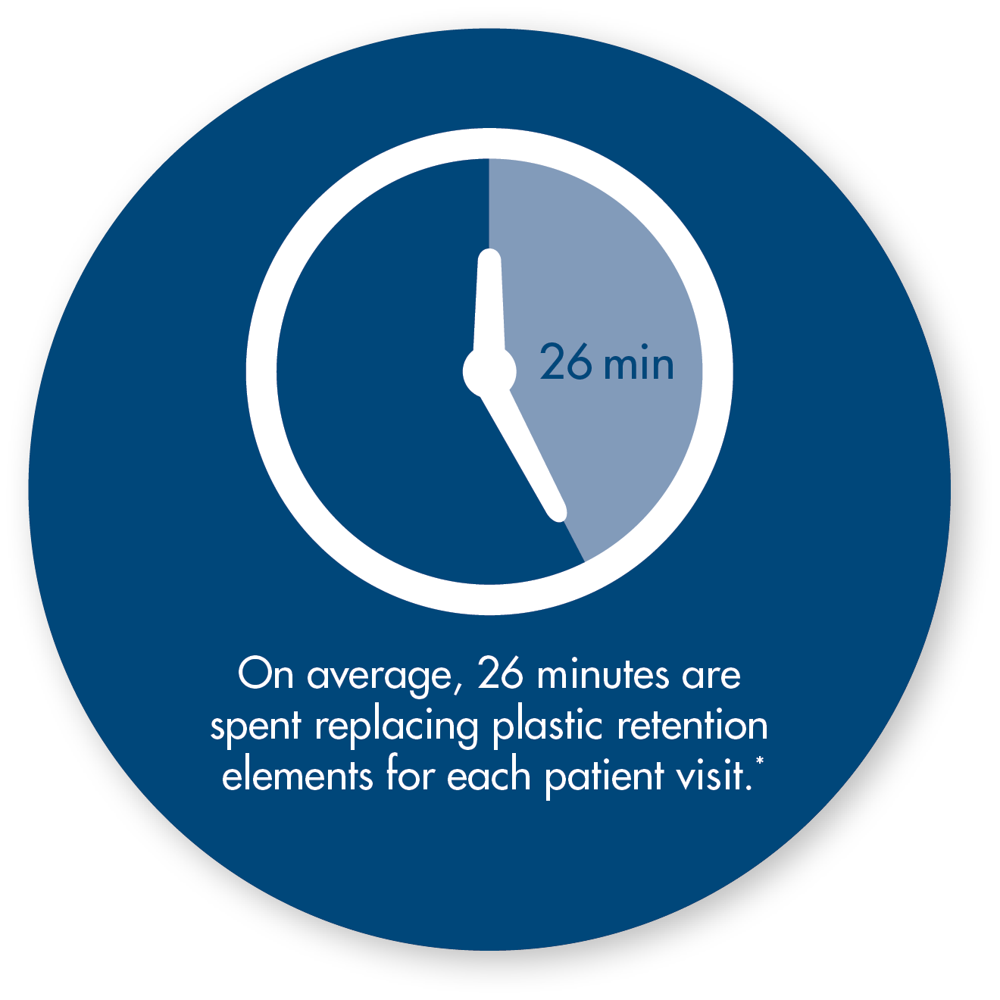 26 min
On average, 26 minutes are
spent replacing plastic retention
elements for each patient visit.*